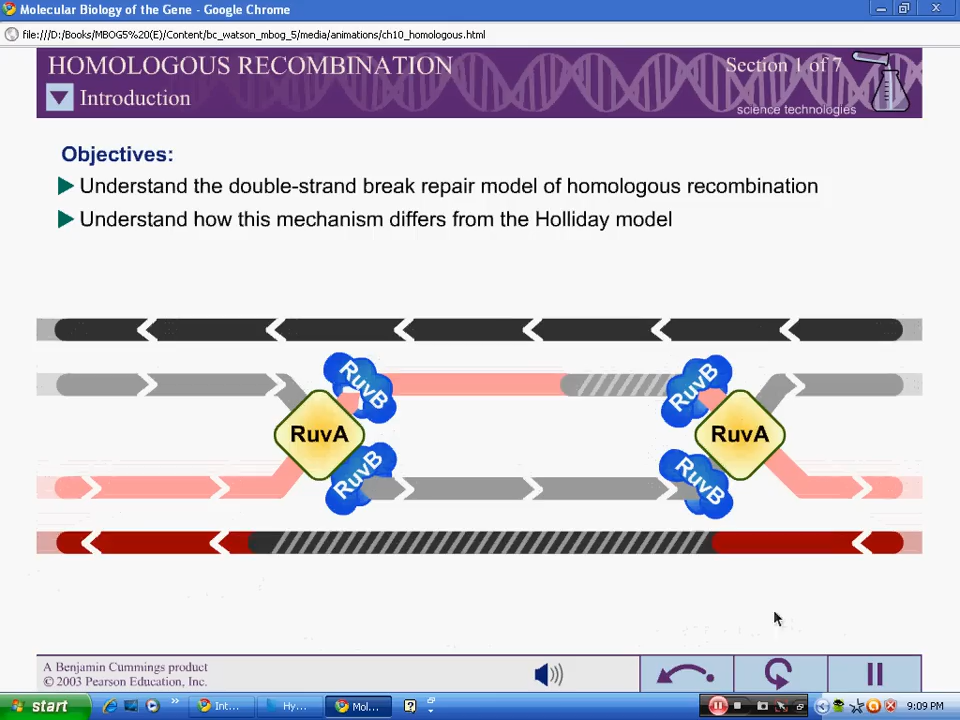 Molecular Biology of the Gene - Google Chrome
file:///D:/Books/MBOG5%20(E)/Content/bc_watson_mbog_5/media/animations/ch10_homologous.html
HOMOLOGOUS RECOMBINATION
Section 1 of 7
Introduction
science technologies
Objectives:
Understand the double-strand break repair model of homologous recombination
Understand how this mechanism differs from the Holliday model
RuvB
RuvB
RuvA
RuvA
RuvB
RuvB
A Benjamin Cummings product
© 2003 Pearson Education, Inc.
start
Int...
Hy...
Mol...
9:09 PM